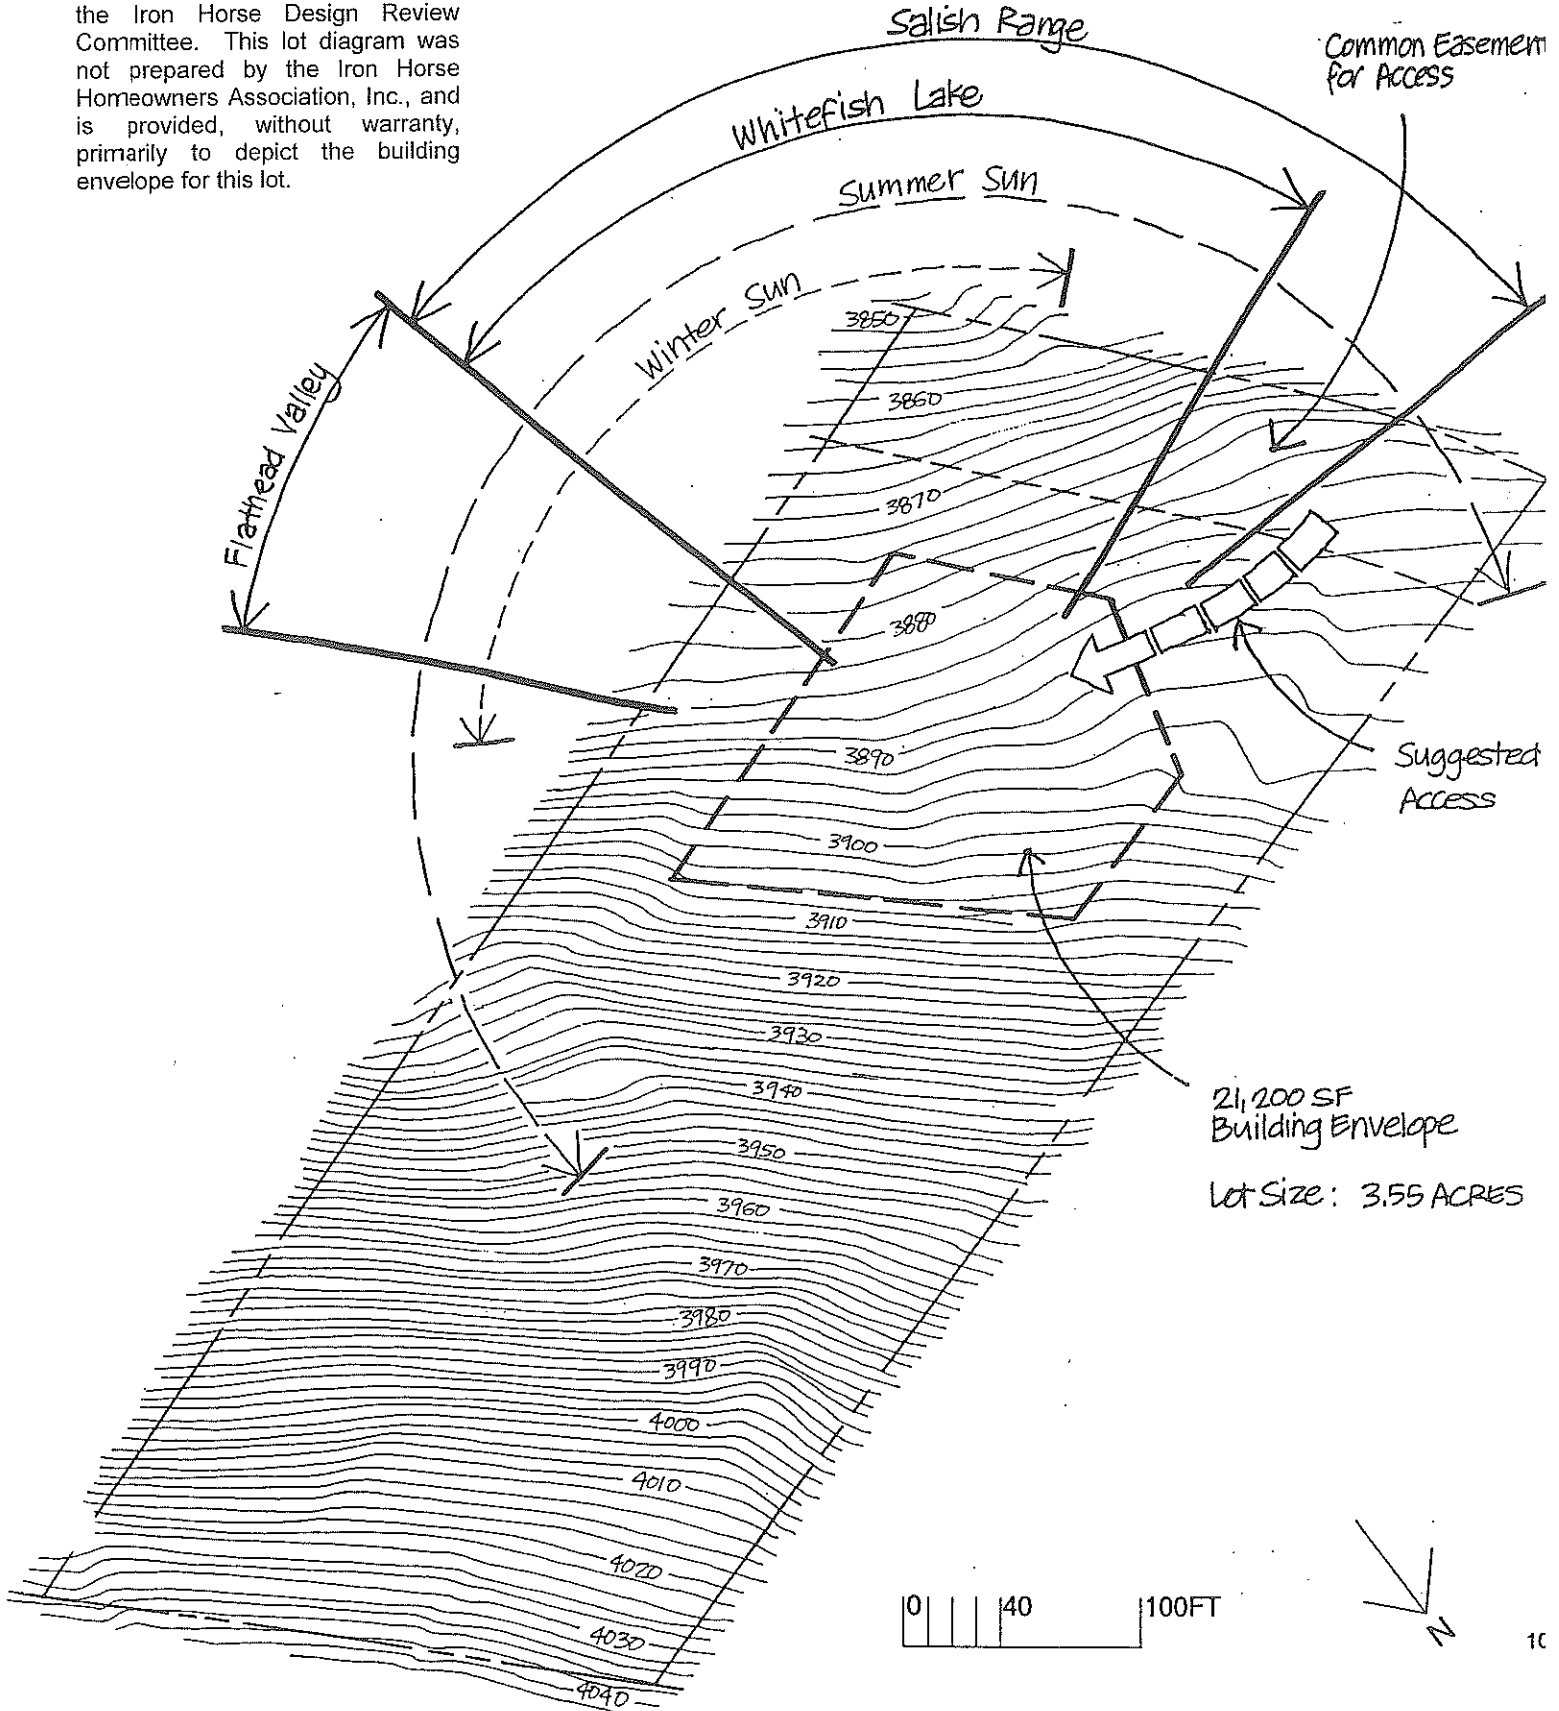 the Iron Horse Design Review
Committee. This lot diagram was
not prepared by the Iron Horse
Homeowners Association, Inc., and
is provided, without warranty,
primarily to depict the building
envelope for this lot.
Salish Range
Common Easemen
for Access
Whitefish Lake
Summer Sun
Winter Sun
Flathead Valley
3850
3860
3870
3880
3890
Suggested
Access
3900
3910
3920
3930
3940
21,200 SF
Building Envelope
3950
Lot Size: 3.55 ACRES
3960
3970
3980
3990
4000
4010
4020
4030
4040
0 40 100FT
N
10